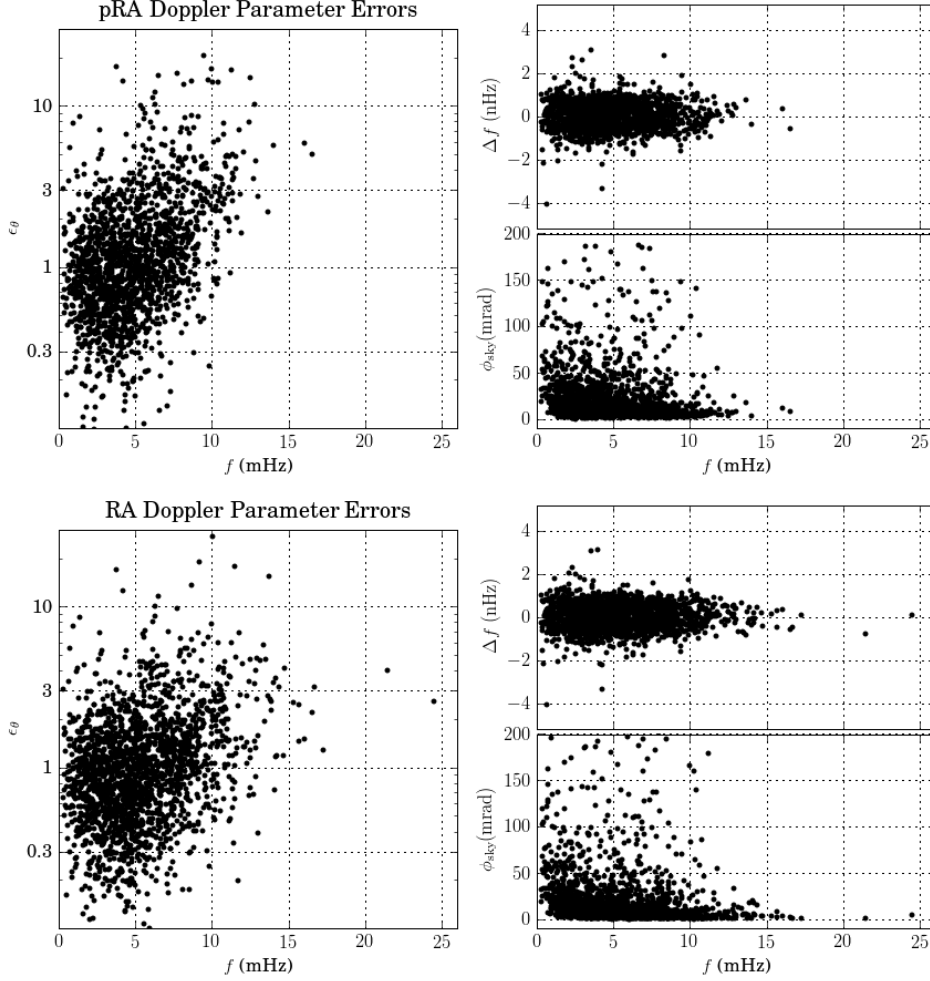 pRA Doppler Parameter Errors
10
3
1
0.3
ϵθ
0 5 10 15 20 25
f (mHz)
4
2
0
−2
−4
Δf (nHz)
200
150
100
50
0
ϕsky(mrad)
0 5 10 15 20 25
f (mHz)
RA Doppler Parameter Errors
10
3
1
0.3
ϵθ
0 5 10 15 20 25
f (mHz)
4
2
0
−2
−4
Δf (nHz)
200
150
100
50
0
ϕsky(mrad)
0 5 10 15 20 25
f (mHz)